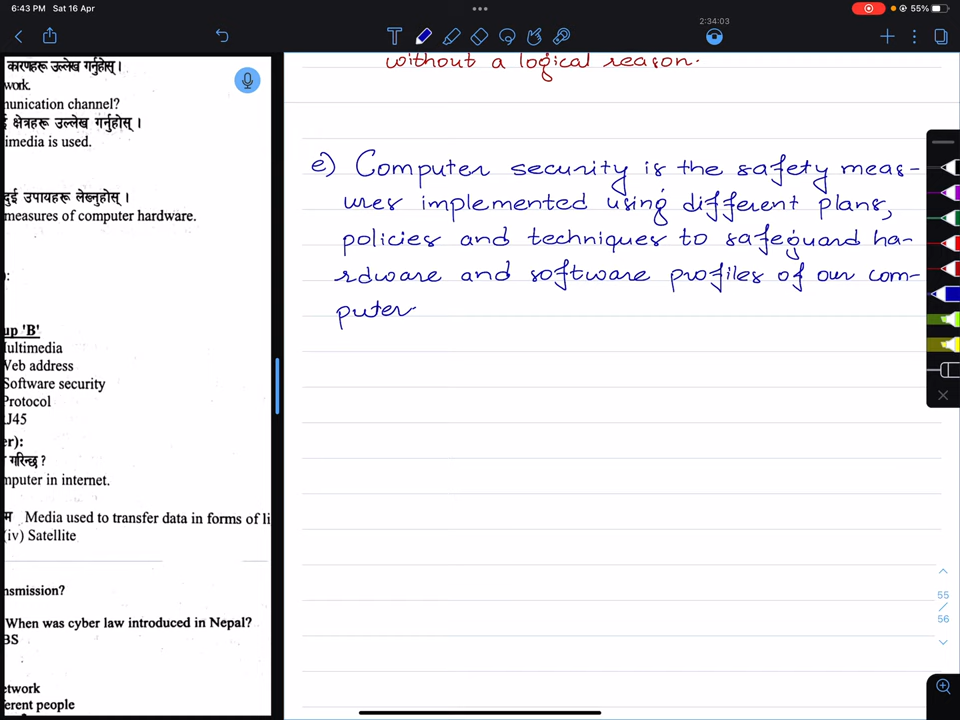 6:43 PM Sat 16 Apr
55%
2:34:03
कारणहरू उल्लेख गर्नुहोस् ।
work.
munication channel?
ई क्षेत्रहरू उल्लेख गर्नुहोस् ।
imedia is used.
दुई उपायहरू लेख्नुहोस् ।
measures of computer hardware.
):
up 'B'
Multimedia
Web address
Software security
Protocol
RJ45
er):
गरिन्छ ?
mputer in internet.
म Media used to transfer data in forms of li
(iv) Satellite
nsmission?
When was cyber law introduced in Nepal?
BS
etwork
erent people
without a logical reason.
e) Computer security is the safety meas-
ures implemented using different plans,
policies and techniques to safeguard ha-
rdware and software profiles of our com-
puter
55
/
56